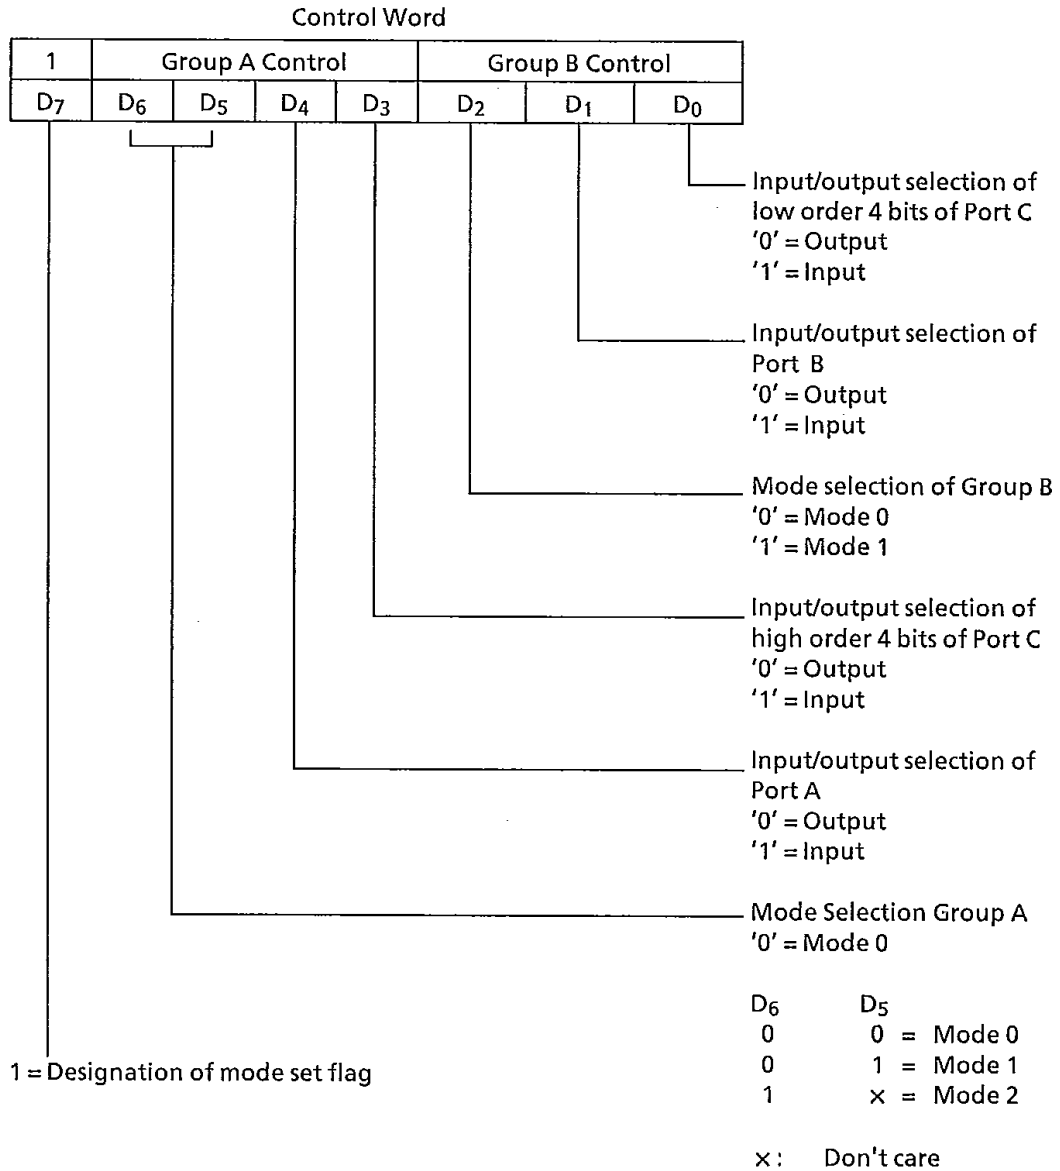 Control Word
1 Group A Control Group B Control
D7 D6 D5 D4 D3 D2 D1 D0
Input/output selection of
low order 4 bits of Port C
'0' = Output
'1' = Input
Input/output selection of
Port B
'0' = Output
'1' = Input
Mode selection of Group B
'0' = Mode 0
'1' = Mode 1
Input/output selection of
high order 4 bits of Port C
'0' = Output
'1' = Input
Input/output selection of
Port A
'0' = Output
'1' = Input
Mode Selection Group A
'0' = Mode 0
D6 D5
0 0 = Mode 0
0 1 = Mode 1
1 × = Mode 2
× : Don't care
1 = Designation of mode set flag